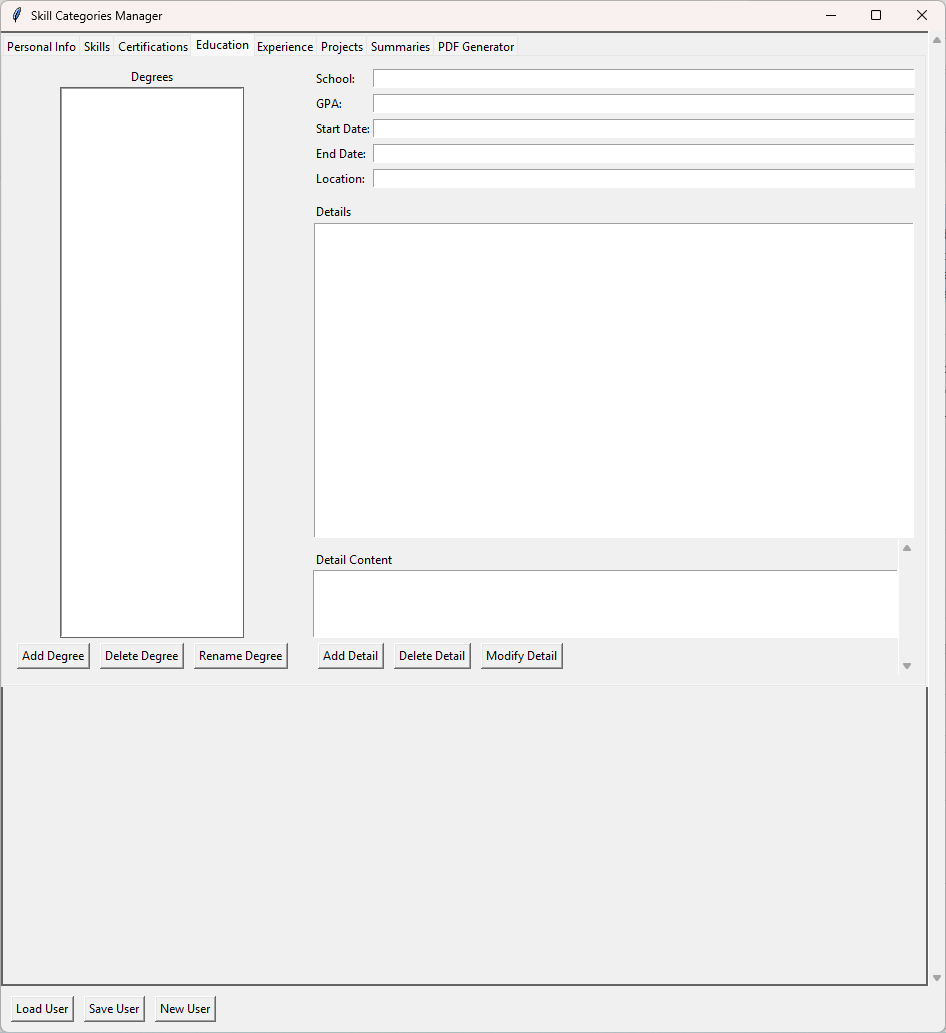 Skill Categories Manager
Personal Info Skills Certifications Education Experience Projects Summaries PDF Generator
Degrees
School:
GPA:
Start Date:
End Date:
Location:
Details
Detail Content
Add Degree Delete Degree Rename Degree Add Detail Delete Detail Modify Detail
Load User Save User New User